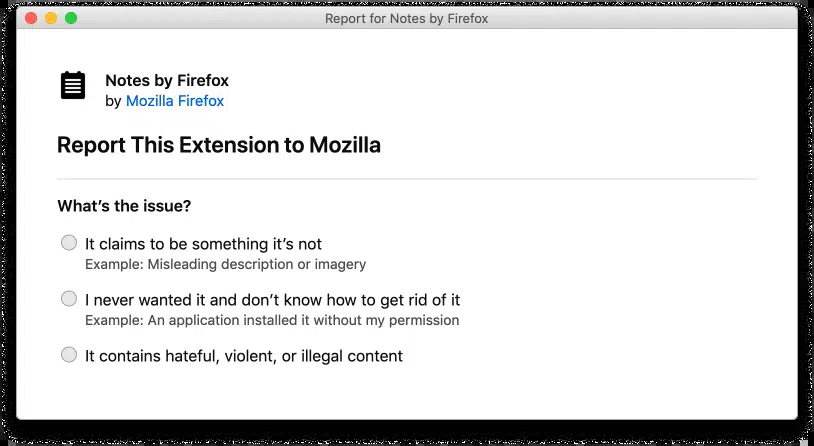 Report for Notes by Firefox
Notes by Firefox
by Mozilla Firefox
Report This Extension to Mozilla
What’s the issue?
It claims to be something it’s not
Example: Misleading description or imagery
I never wanted it and don’t know how to get rid of it
Example: An application installed it without my permission
It contains hateful, violent, or illegal content